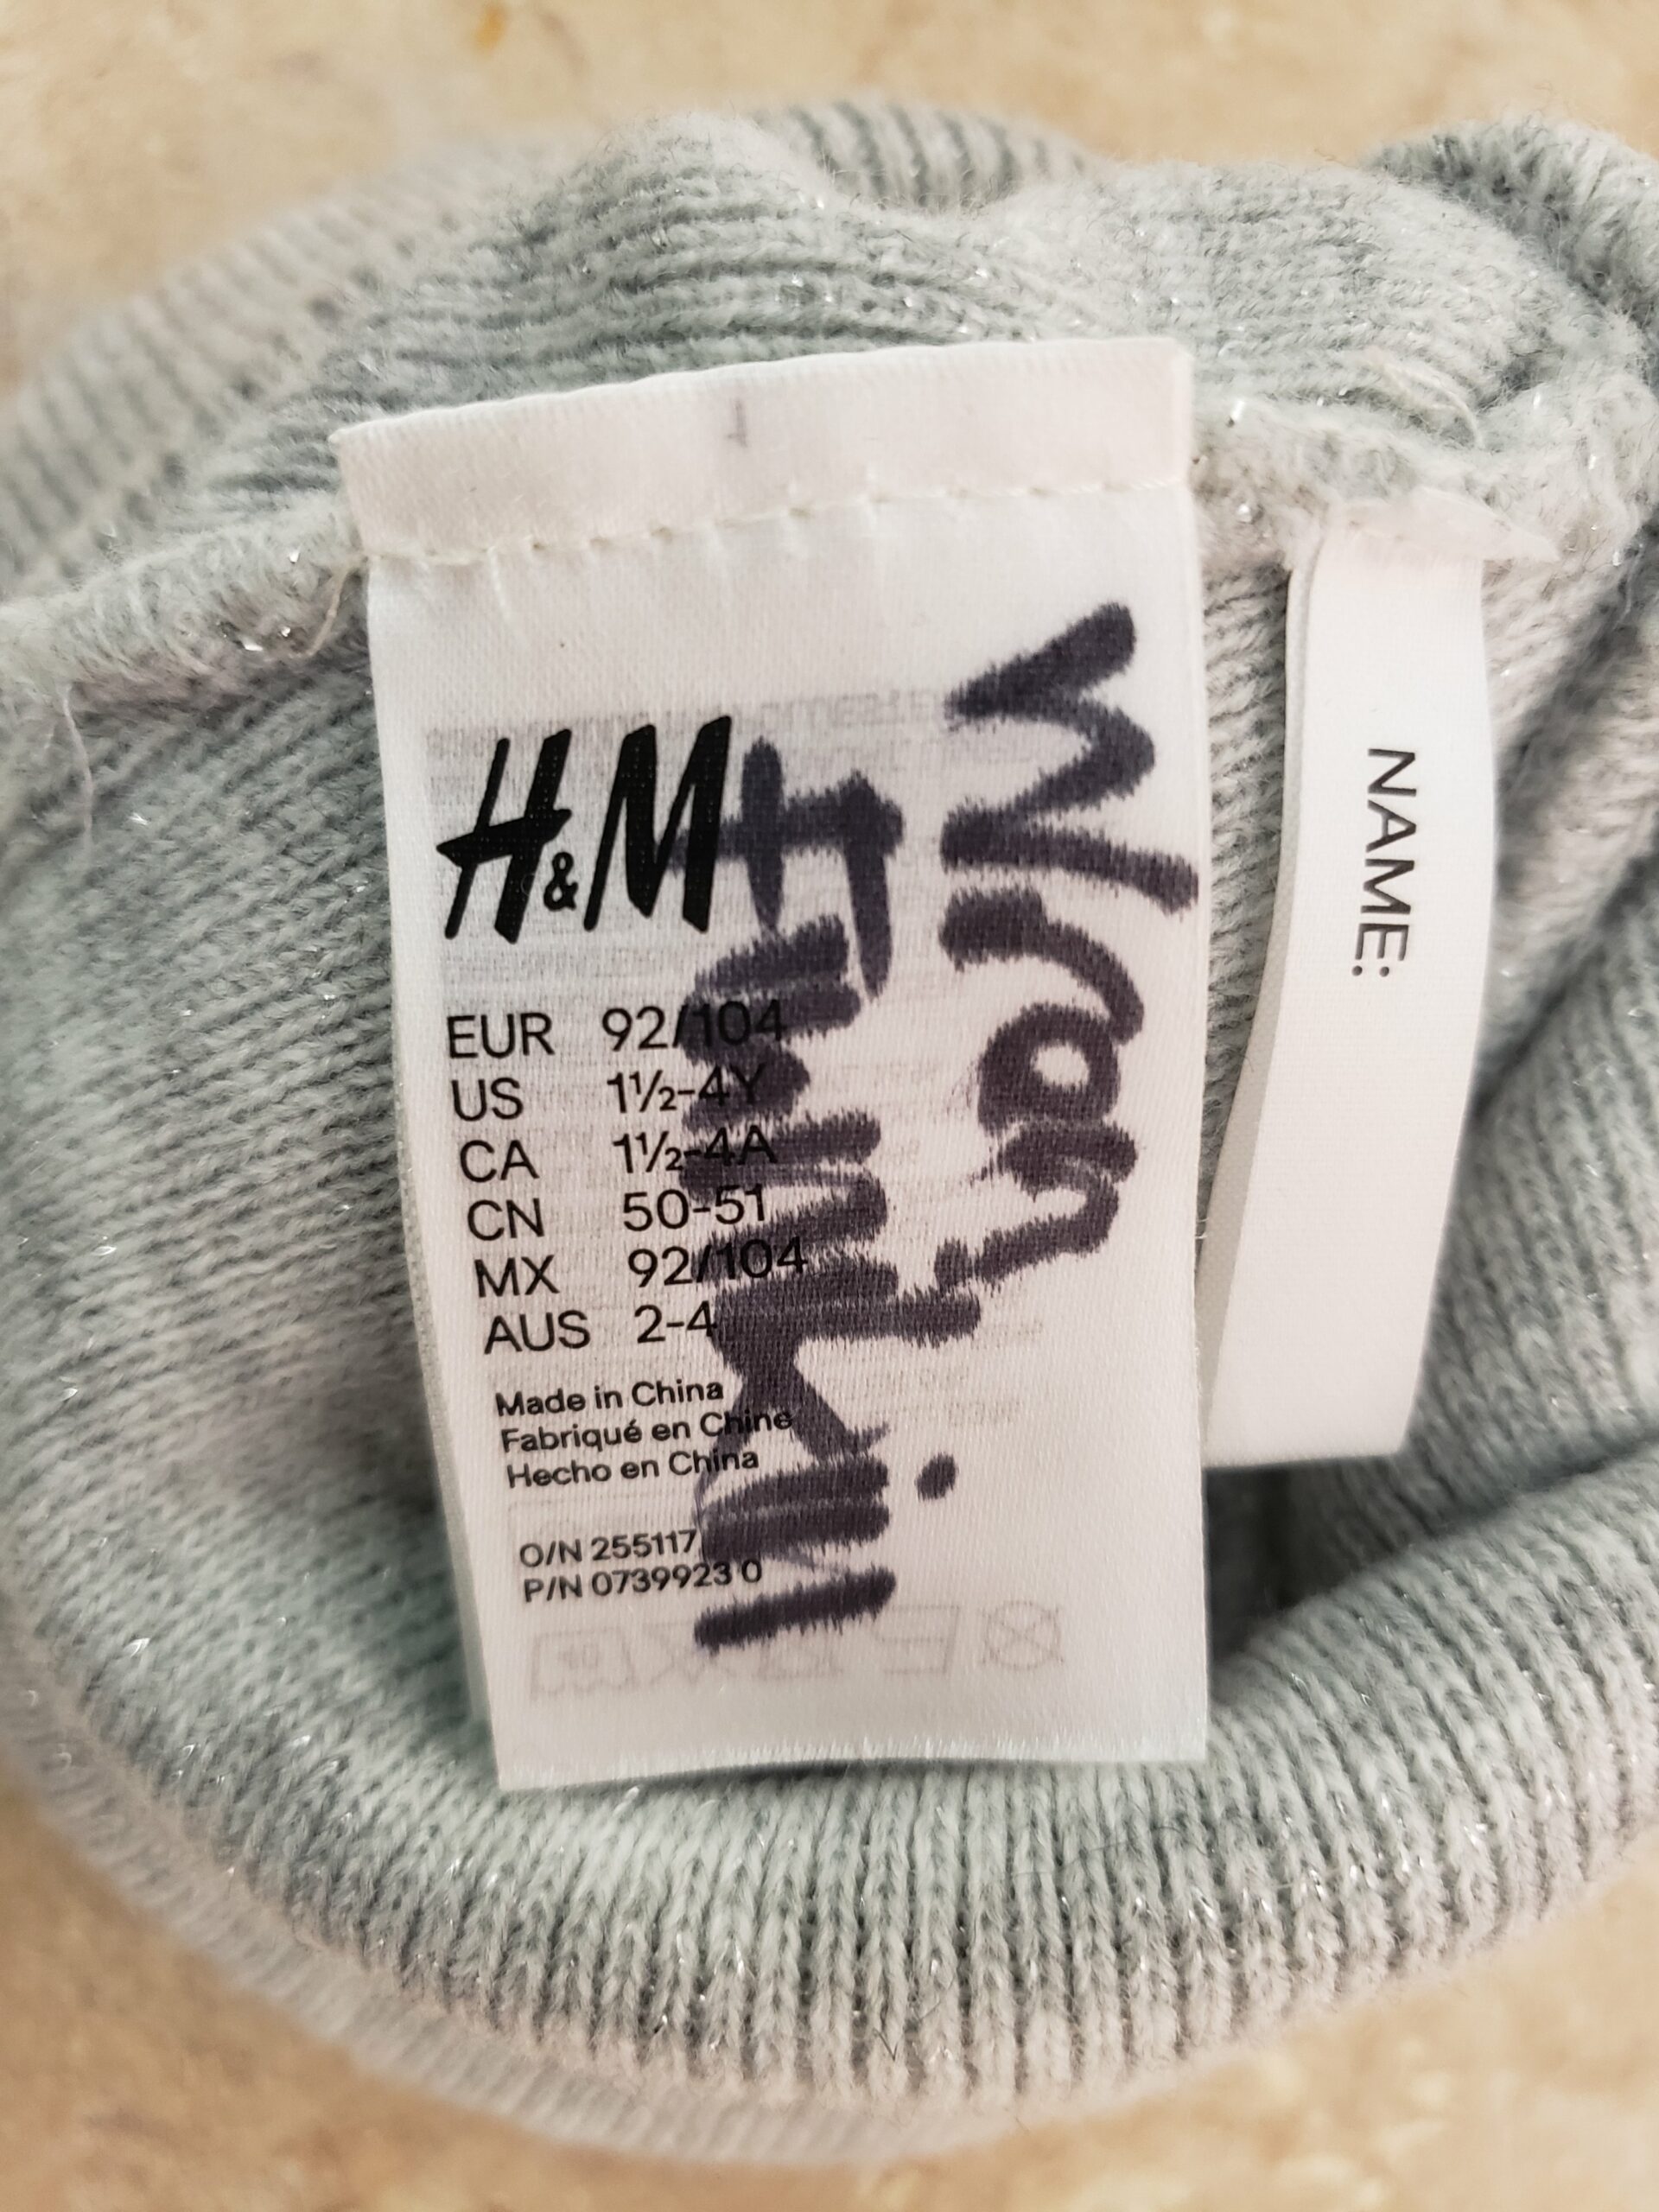 H&M
EUR 92/104
US 1½-4Y
CA 1½-4A
CN 50-51
MX 92/104
AUS 2-4
Made in China
Fabriqué en Chine
Hecho en China
O/N 255117
P/N 0739923 0
NAME: